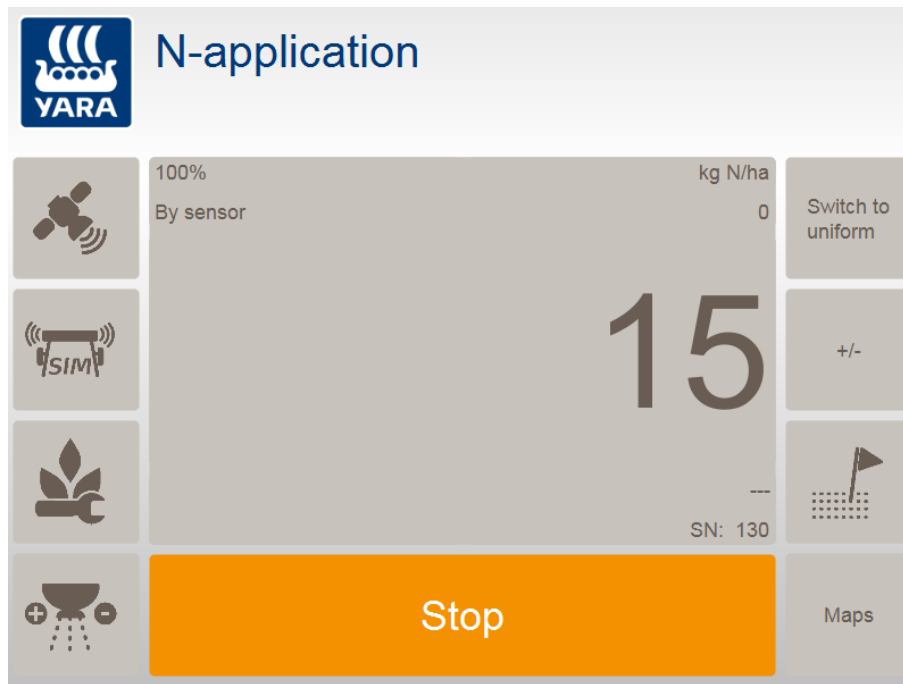 YARA
N-application
100%
kg N/ha
By sensor
0
Switch to
uniform
15
SIM
+/-
---
SN: 130
Stop
Maps